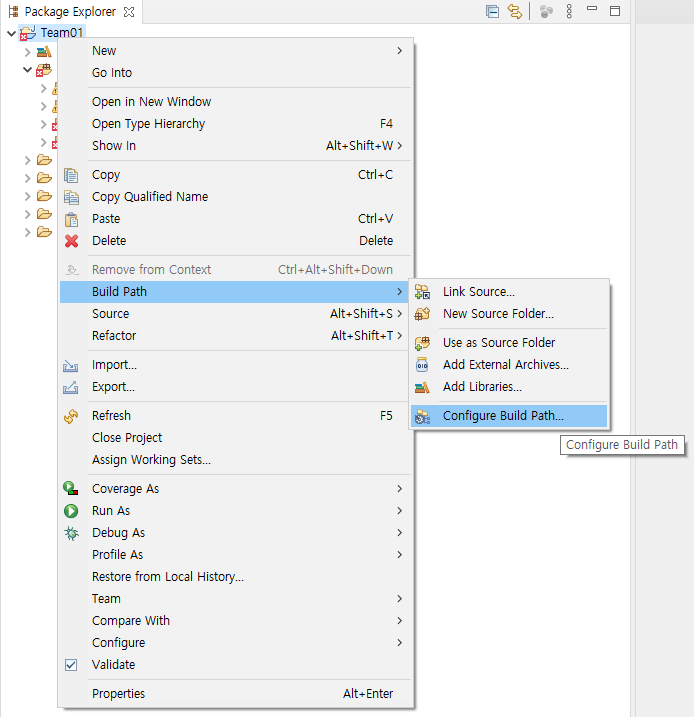 Package Explorer
Team01
New
Go Into
Open in New Window
Open Type Hierarchy F4
Show In Alt+Shift+W
Copy Ctrl+C
Copy Qualified Name
Paste Ctrl+V
Delete Delete
Remove from Context Ctrl+Alt+Shift+Down
Build Path
Source Alt+Shift+S
Refactor Alt+Shift+T
Import...
Export...
Refresh F5
Close Project
Assign Working Sets...
Coverage As
Run As
Debug As
Profile As
Restore from Local History...
Team
Compare With
Configure
Validate
Properties Alt+Enter
Link Source...
New Source Folder...
Use as Source Folder
Add External Archives...
Add Libraries...
Configure Build Path...
Configure Build Path